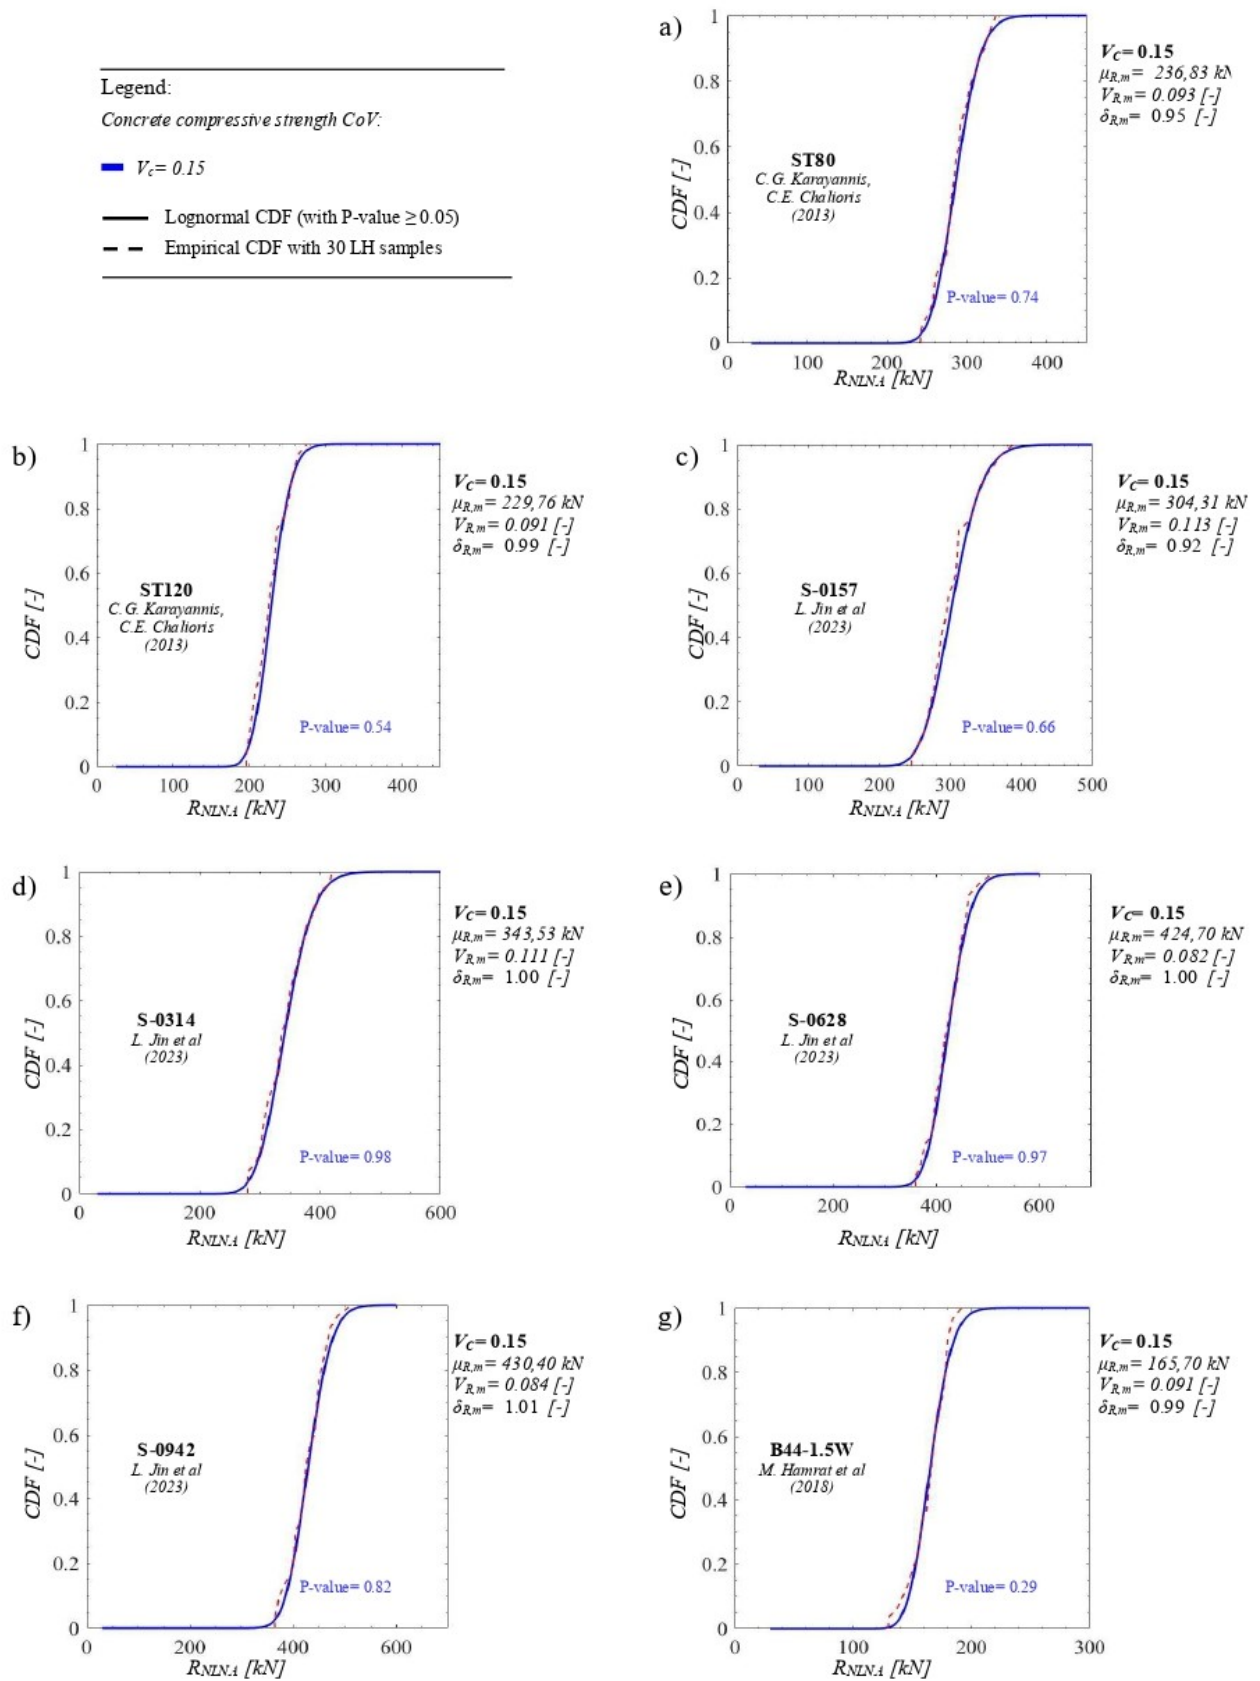 Legend:
Concrete compressive strength CoV:
Vc= 0.15
Lognormal CDF (with P-value ≥ 0.05)
Empirical CDF with 30 LH samples
a)
1
0.8
0.6
0.4
0.2
0
CDF [-]
ST80
C.G. Karayannis,
C.E. Chalioris
(2013)
P-value= 0.74
0 100 200 300 400
RNLNA [kN]
VC= 0.15
μR,m= 236,83 kN
VR,m= 0.093 [-]
δR,m= 0.95 [-]
b)
1
0.8
0.6
0.4
0.2
0
CDF [-]
ST120
C.G. Karayannis,
C.E. Chalioris
(2013)
P-value= 0.54
0 100 200 300 400
RNLNA [kN]
VC= 0.15
μR,m= 229,76 kN
VR,m= 0.091 [-]
δR,m= 0.99 [-]
c)
1
0.8
0.6
0.4
0.2
0
CDF [-]
S-0157
L. Jin et al
(2023)
P-value= 0.66
0 100 200 300 400 500
RNLNA [kN]
VC= 0.15
μR,m= 304,31 kN
VR,m= 0.113 [-]
δR,m= 0.92 [-]
d)
1
0.8
0.6
0.4
0.2
0
CDF [-]
S-0314
L. Jin et al
(2023)
P-value= 0.98
0 200 400 600
RNLNA [kN]
VC= 0.15
μR,m= 343,53 kN
VR,m= 0.111 [-]
δR,m= 1.00 [-]
e)
1
0.8
0.6
0.4
0.2
0
CDF [-]
S-0628
L. Jin et al
(2023)
P-value= 0.97
0 200 400 600
RNLNA [kN]
VC= 0.15
μR,m= 424,70 kN
VR,m= 0.082 [-]
δR,m= 1.00 [-]
f)
1
0.8
0.6
0.4
0.2
0
CDF [-]
S-0942
L. Jin et al
(2023)
P-value= 0.82
0 200 400 600
RNLNA [kN]
VC= 0.15
μR,m= 430,40 kN
VR,m= 0.084 [-]
δR,m= 1.01 [-]
g)
1
0.8
0.6
0.4
0.2
0
CDF [-]
B44-1.5W
M. Hamrat et al
(2018)
P-value= 0.29
0 100 200 300
RNLNA [kN]
VC= 0.15
μR,m= 165,70 kN
VR,m= 0.091 [-]
δR,m= 0.99 [-]